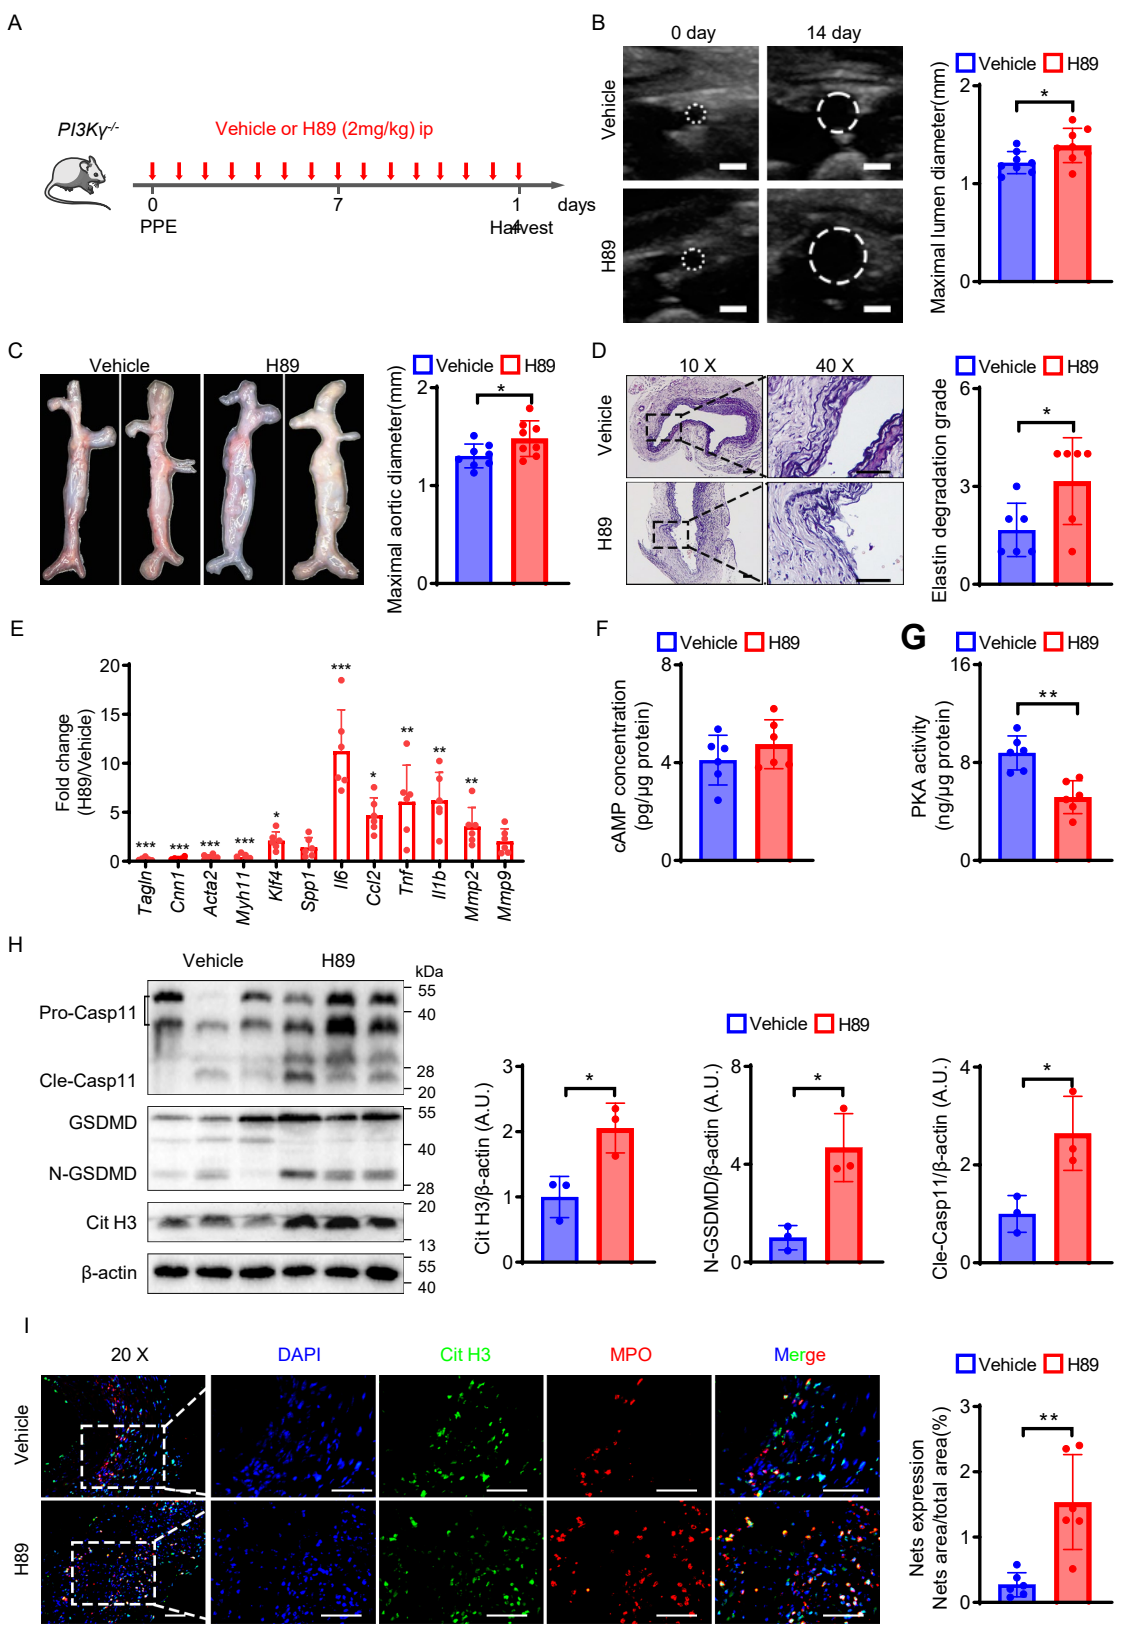 A
PI3Kγ-/-
Vehicle or H89 (2mg/kg) ip
0
7
14
days
PPE
Harvest
B
0 day
14 day
Vehicle
H89
Vehicle
H89
Maximal lumen diameter(mm)
2
1
0
*
C
Vehicle
H89
Vehicle
H89
Maximal aortic diameter(mm)
2
1
0
*
D
10 X
40 X
Vehicle
H89
Vehicle
H89
Elastin degradation grade
6
3
0
*
E
Fold change
(H89/Vehicle)
20
15
10
5
0
***
***
***
***
*
***
*
**
**
**
Tagln
Cnn1
Acta2
Myh11
Klf4
Spp1
Il6
Ccl2
Tnf
Il1b
Mmp2
Mmp9
F
Vehicle
H89
cAMP concentration
(pg/µg protein)
8
4
0
G
Vehicle
H89
PKA activity
(ng/µg protein)
16
8
0
**
H
Vehicle
H89
kDa
Pro-Casp11
Cle-Casp11
55
40
28
20
GSDMD
N-GSDMD
55
40
28
Cit H3
20
13
β-actin
55
40
Vehicle
H89
Cit H3/β-actin (A.U.)
3
2
1
0
*
N-GSDMD/β-actin (A.U.)
8
4
0
*
Cle-Casp11/β-actin (A.U.)
4
2
0
*
I
20 X
DAPI
Cit H3
MPO
Merge
Vehicle
H89
Vehicle
H89
Nets expression
Nets area/total area(%)
3
2
1
0
**